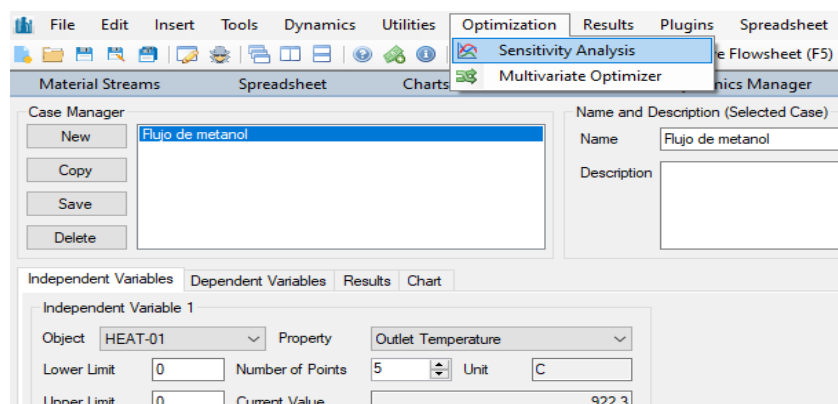 File Edit Insert Tools Dynamics Utilities Optimization Results Plugins Spreadsheet
Sensitivity Analysis
Flowsheet (F5)
Multivariate Optimizer
Material Streams Spreadsheet Charts Manager
Case Manager
Name and Description (Selected Case)
New Flujo de metanol
Name Flujo de metanol
Copy
Description
Save
Delete
Independent Variables Dependent Variables Results Chart
Independent Variable 1
Object HEAT-01 Property Outlet Temperature
Lower Limit 0 Number of Points 5 Unit C
Upper Limit 0 Current Value 922.3